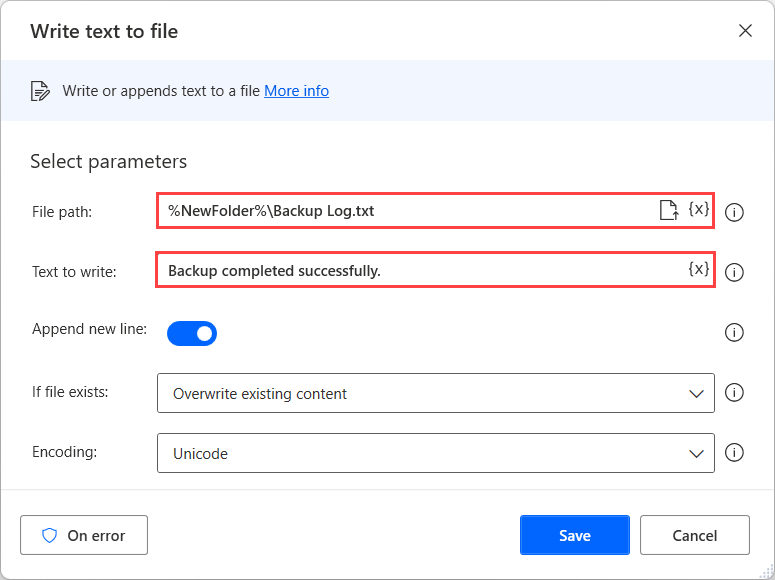 Write text to file
Write or appends text to a file More info
Select parameters
File path: %NewFolder%\Backup Log.txt {x}
Text to write: Backup completed successfully. {x}
Append new line:
If file exists: Overwrite existing content
Encoding: Unicode
On error Save Cancel